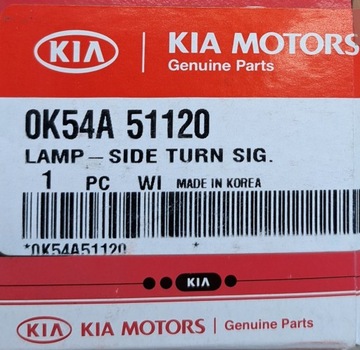 KIA | KIA MOTORS
Genuine Parts
0K54A 51120
LAMP-SIDE TURN SIG.
1 PC WI MADE IN KOREA
*0K54A51120
KIA
KIA KIA MOTORS | Genuine Parts